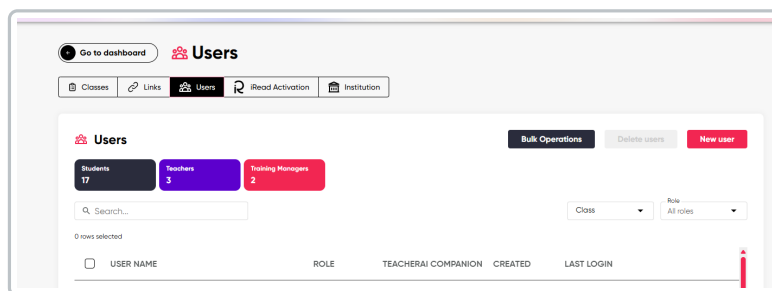 Go to dashboard
Users
Classes Links Users iRead Activation Institution
Users
Bulk Operations Delete users New user
Students Teachers Training Managers
17 3 2
Search... Class Role
All roles
0 rows selected
USER NAME ROLE TEACHERAI COMPANION CREATED LAST LOGIN